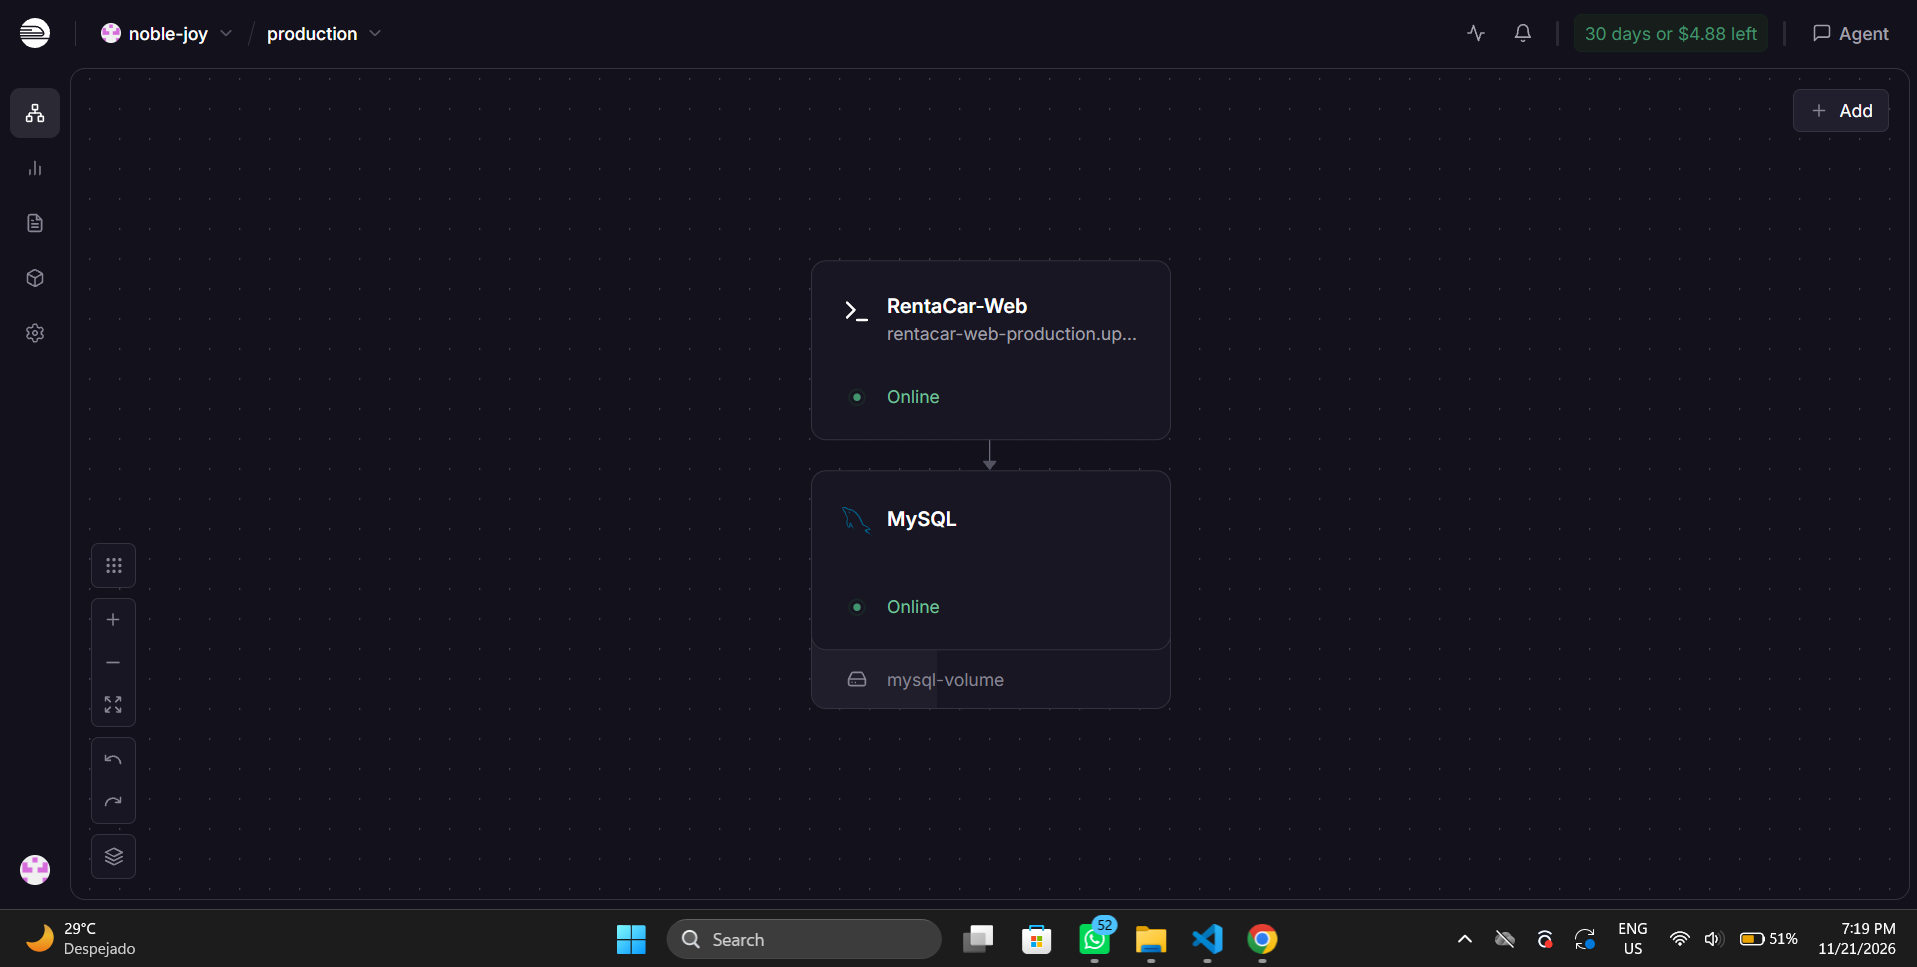 noble-joy
production
30 days or $4.88 left
Agent
Add
RentaCar-Web
rentacar-web-production.up...
Online
MySQL
Online
mysql-volume
29°C
Despejado
Search
52
ENG
US
51%
7:19 PM
11/21/2026